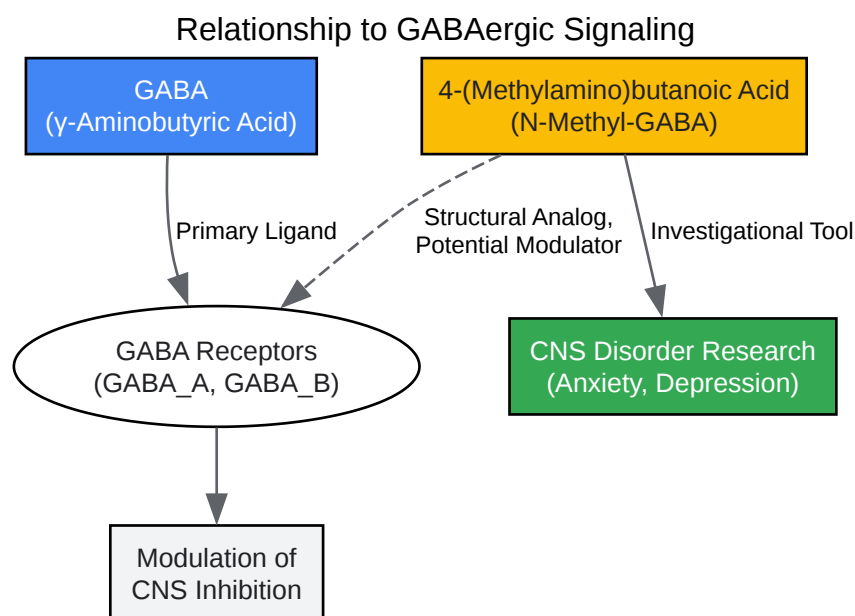 Relationship to GABAergic Signaling
GABA
(γ-Aminobutyric Acid)
4-(Methylamino)butanoic Acid
(N-Methyl-GABA)
Primary Ligand
Structural Analog,
Potential Modulator
Investigational Tool
GABA Receptors
(GABA_A, GABA_B)
CNS Disorder Research
(Anxiety, Depression)
Modulation of
CNS Inhibition